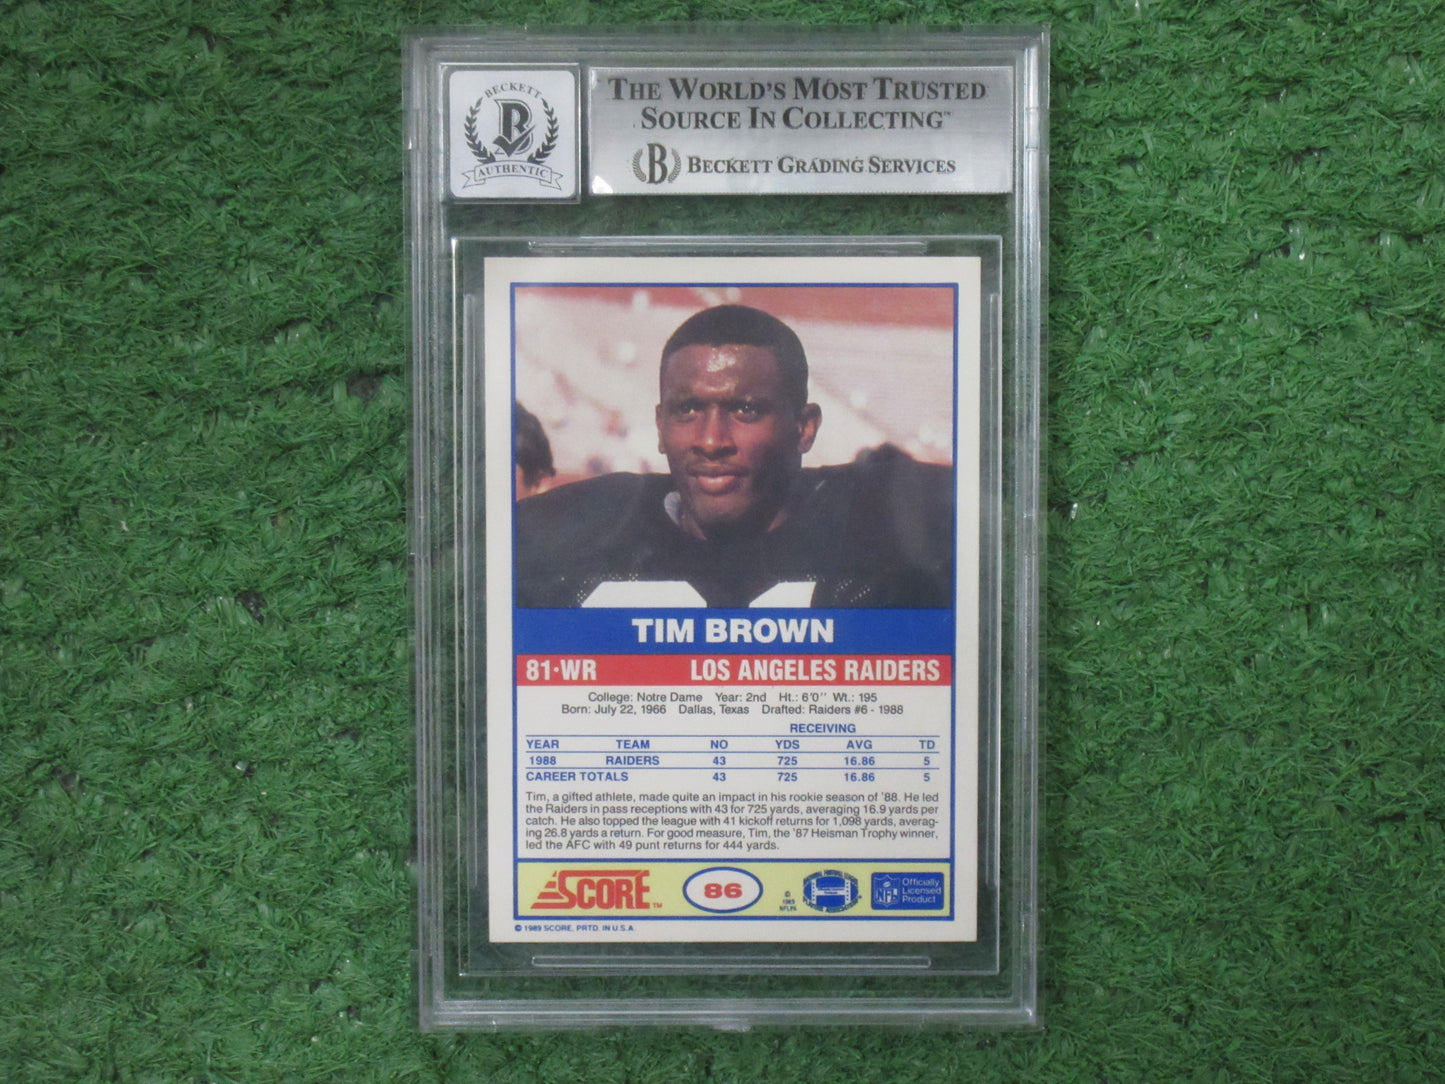 BECKETT
B
AUTHENTIC
THE WORLD'S MOST TRUSTED
SOURCE IN COLLECTING™
B BECKETT GRADING SERVICES
TIM BROWN
81·WR LOS ANGELES RAIDERS
College: Notre Dame Year: 2nd Ht.: 6'0'' Wt.: 195
Born: July 22, 1966 Dallas, Texas Drafted: Raiders #6 - 1988
RECEIVING
YEAR TEAM NO YDS AVG TD
1988 RAIDERS 43 725 16.86 5
CAREER TOTALS 43 725 16.86 5
Tim, a gifted athlete, made quite an impact in his rookie season of '88. He led
the Raiders in pass receptions with 43 for 725 yards, averaging 16.9 yards per
catch. He also topped the league with 41 kickoff returns for 1,098 yards, averag-
ing 26.8 yards a return. For good measure, Tim, the '87 Heisman Trophy winner,
led the AFC with 49 punt returns for 444 yards.
SCORE™
86
©
1989
NFLPA
NFL
Officially
Licensed
Product
© 1989 SCORE. PRTD. IN U.S.A.